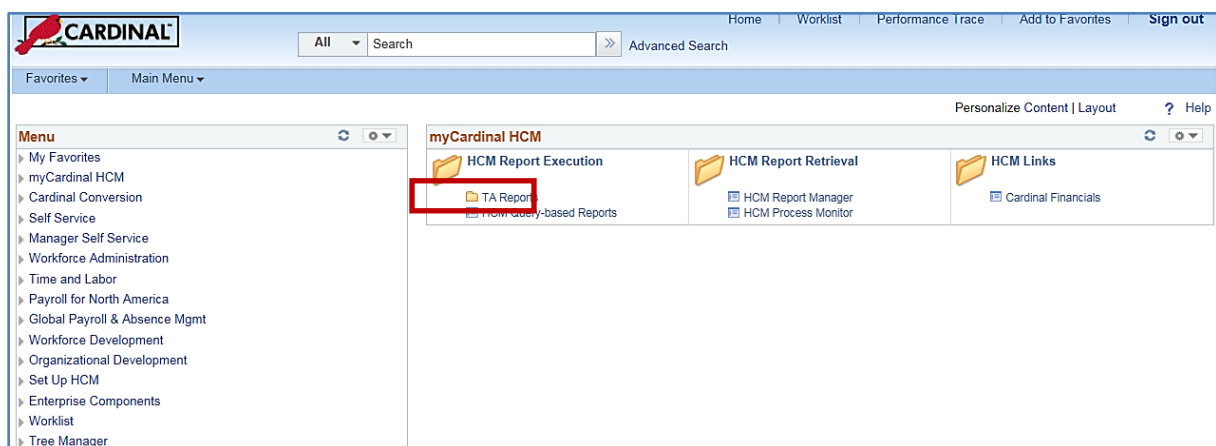 CARDINAL
Home Worklist Performance Trace Add to Favorites Sign out
All Search Advanced Search
Favorites Main Menu
Personalize Content | Layout ? Help
Menu
My Favorites
myCardinal HCM
Cardinal Conversion
Self Service
Manager Self Service
Workforce Administration
Time and Labor
Payroll for North America
Global Payroll & Absence Mgmt
Workforce Development
Organizational Development
Set Up HCM
Enterprise Components
Worklist
Tree Manager
myCardinal HCM
HCM Report Execution
TA Reports
HCM Query-based Reports
HCM Report Retrieval
HCM Report Manager
HCM Process Monitor
HCM Links
Cardinal Financials